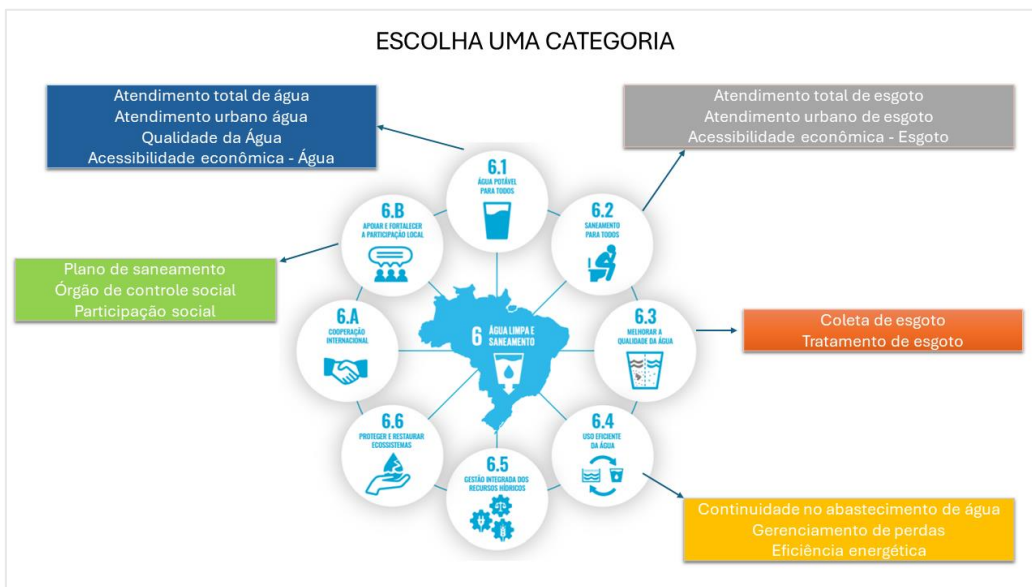 ESCOLHA UMA CATEGORIA
Atendimento total de água
Atendimento urbano água
Qualidade da Água
Acessibilidade econômica - Água
Atendimento total de esgoto
Atendimento urbano de esgoto
Acessibilidade econômica - Esgoto
6.1
ÁGUA POTÁVEL
PARA TODOS
6.B
APOIAR E FORTALECER
A PARTICIPAÇÃO LOCAL
6.2
SANEAMENTO
PARA TODOS
Plano de saneamento
Órgão de controle social
Participação social
6.A
COOPERAÇÃO
INTERNACIONAL
6 ÁGUA LIMPA E
SANEAMENTO
6.3
MELHORAR A
QUALIDADE DA ÁGUA
Coleta de esgoto
Tratamento de esgoto
6.6
PROTEGER E RESTAURAR
ECOSSISTEMAS
6.4
USO EFICIENTE
DA ÁGUA
6.5
GESTÃO INTEGRADA DOS
RECURSOS HÍDRICOS
Continuidade no abastecimento de água
Gerenciamento de perdas
Eficiência energética